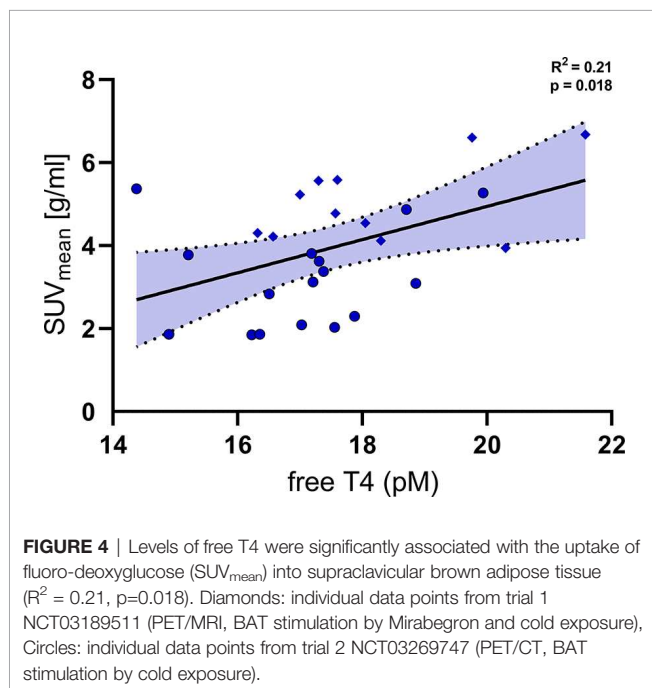 R² = 0.21
p = 0.018
8
6
4
2
0
SUVmean [g/ml]
14 16 18 20 22
free T4 (pM)
FIGURE 4 | Levels of free T4 were significantly associated with the uptake of
fluoro-deoxyglucose (SUVmean) into supraclavicular brown adipose tissue
(R² = 0.21, p=0.018). Diamonds: individual data points from trial 1
NCT03189511 (PET/MRI, BAT stimulation by Mirabegron and cold exposure),
Circles: individual data points from trial 2 NCT03269747 (PET/CT, BAT
stimulation by cold exposure).